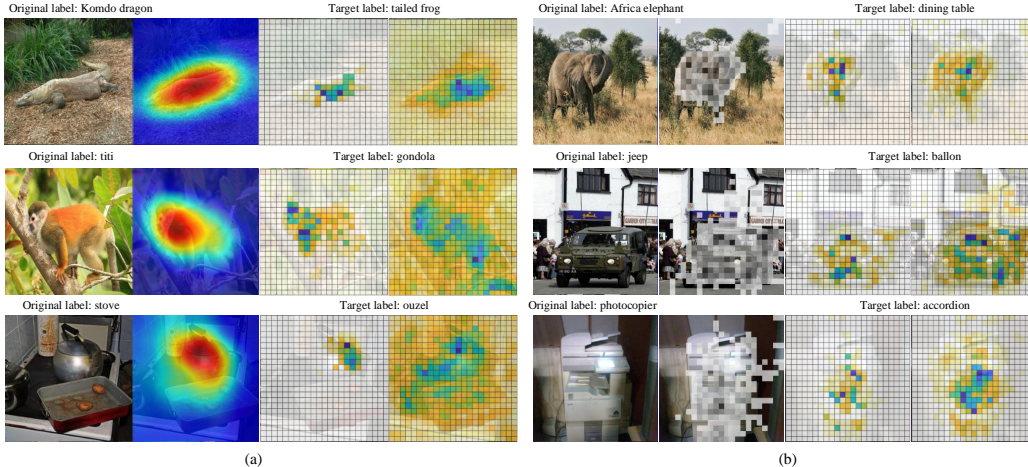 Original label: Komdo dragon
Target label: tailed frog
Original label: Africa elephant
Target label: dining table
Original label: titi
Target label: gondola
Original label: jeep
Target label: ballon
Original label: stove
Target label: ouzel
Original label: photocopier
Target label: accordion
(a)
(b)